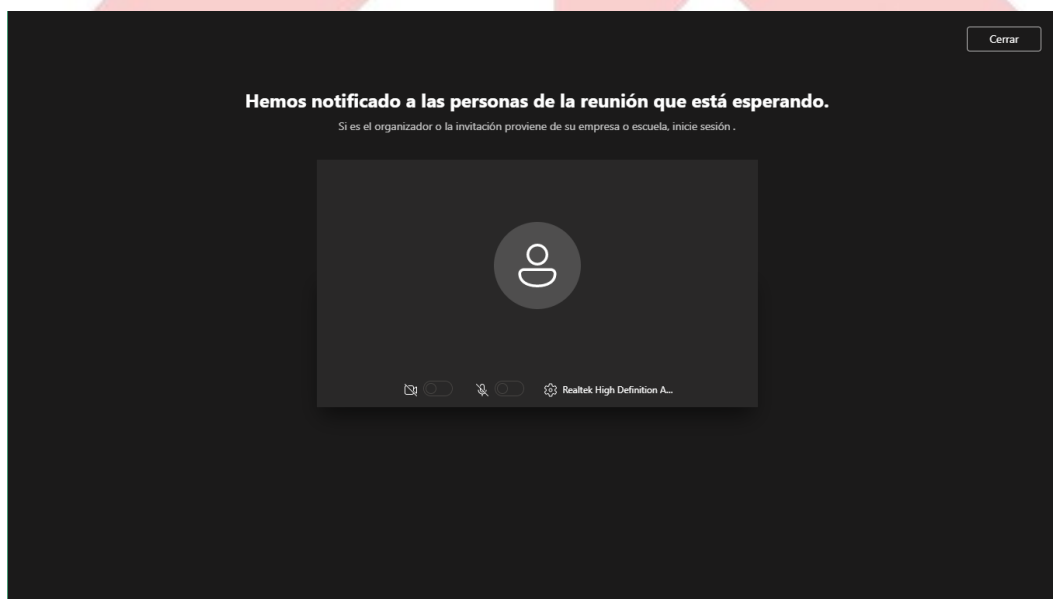 Cerrar
Hemos notificado a las personas de la reunión que está esperando.
Si es el organizador o la invitación proviene de su empresa o escuela, inicie sesión .
Realtek High Definition A...